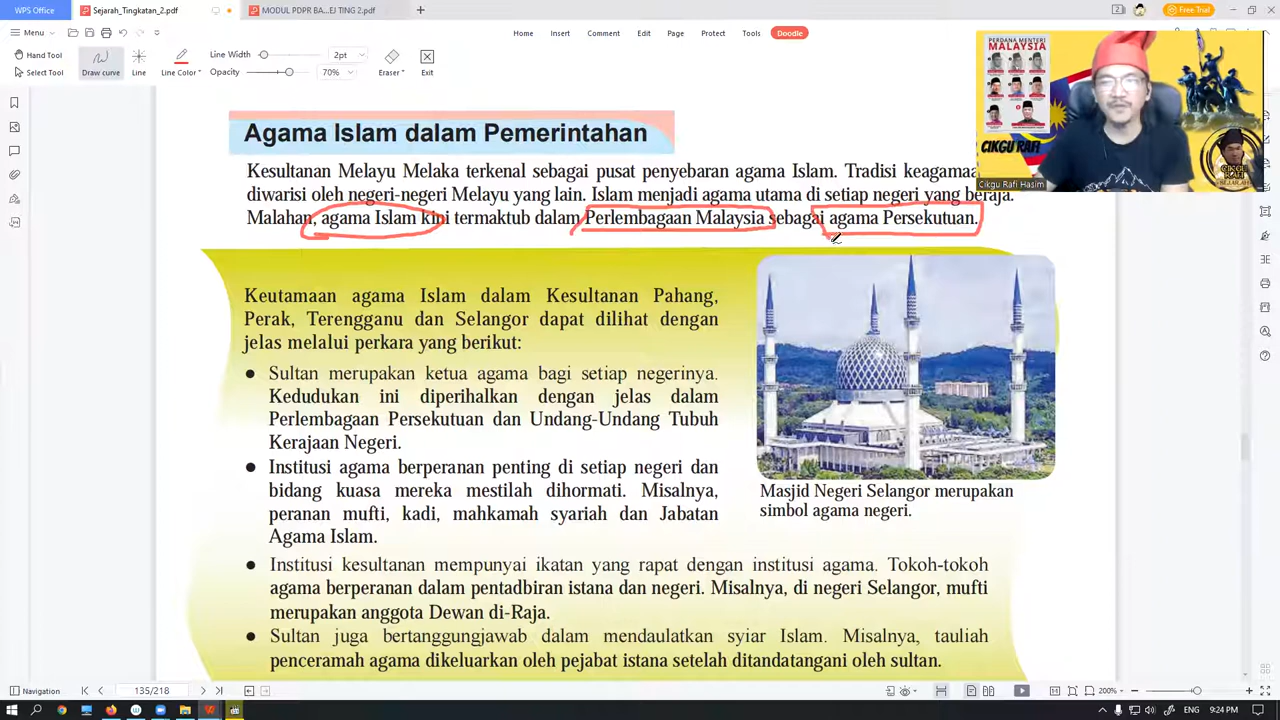 WPS Office
Sejarah_Tingkatan_2.pdf
MODUL PDPR BA...EJ TING 2.pdf
Free Trial
Menu
Home
Insert
Comment
Edit
Page
Protect
Tools
Doodle
Hand Tool
Select Tool
Draw curve
Line
Line Color
Line Width
2pt
Opacity
70%
Eraser
Exit
PERDANA MENTERI
MALAYSIA
CIKGU RAFI
Cikgu Rafi Hasim
CIKGU
RAFI
Agama Islam dalam Pemerintahan
Kesultanan Melayu Melaka terkenal sebagai pusat penyebaran agama Islam. Tradisi keagamaa
diwarisi oleh negeri-negeri Melayu yang lain. Islam menjadi agama utama di setiap negeri yang beraja.
Malahan, agama Islam kini termaktub dalam Perlembagaan Malaysia sebagai agama Persekutuan.
Keutamaan agama Islam dalam Kesultanan Pahang,
Perak, Terengganu dan Selangor dapat dilihat dengan
jelas melalui perkara yang berikut:
● Sultan merupakan ketua agama bagi setiap negerinya.
Kedudukan ini diperihalkan dengan jelas dalam
Perlembagaan Persekutuan dan Undang-Undang Tubuh
Kerajaan Negeri.
● Institusi agama berperanan penting di setiap negeri dan
bidang kuasa mereka mestilah dihormati. Misalnya,
peranan mufti, kadi, mahkamah syariah dan Jabatan
Agama Islam.
Masjid Negeri Selangor merupakan
simbol agama negeri.
● Institusi kesultanan mempunyai ikatan yang rapat dengan institusi agama. Tokoh-tokoh
agama berperanan dalam pentadbiran istana dan negeri. Misalnya, di negeri Selangor, mufti
merupakan anggota Dewan di-Raja.
● Sultan juga bertanggungjawab dalam mendaulatkan syiar Islam. Misalnya, tauliah
penceramah agama dikeluarkan oleh pejabat istana setelah ditandatangani oleh sultan.
Navigation
135/218
200%
ENG
9:24 PM